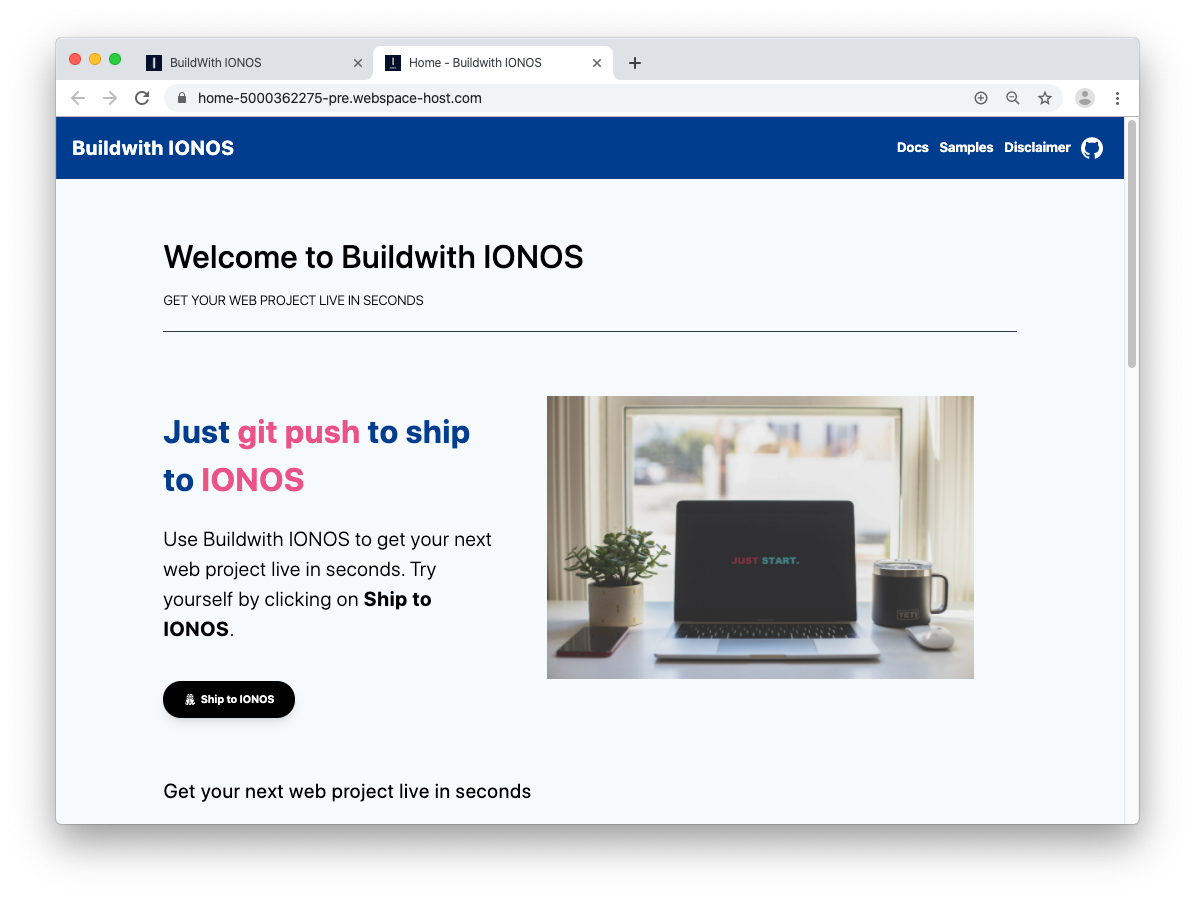 BuildWith IONOS
Home - Buildwith IONOS
home-5000362275-pre.webspace-host.com
Buildwith IONOS
Docs Samples Disclaimer
Welcome to Buildwith IONOS
GET YOUR WEB PROJECT LIVE IN SECONDS
Just git push to ship
to IONOS
Use Buildwith IONOS to get your next
web project live in seconds. Try
yourself by clicking on Ship to
IONOS.
JUST START.
YETI
Ship to IONOS
Get your next web project live in seconds